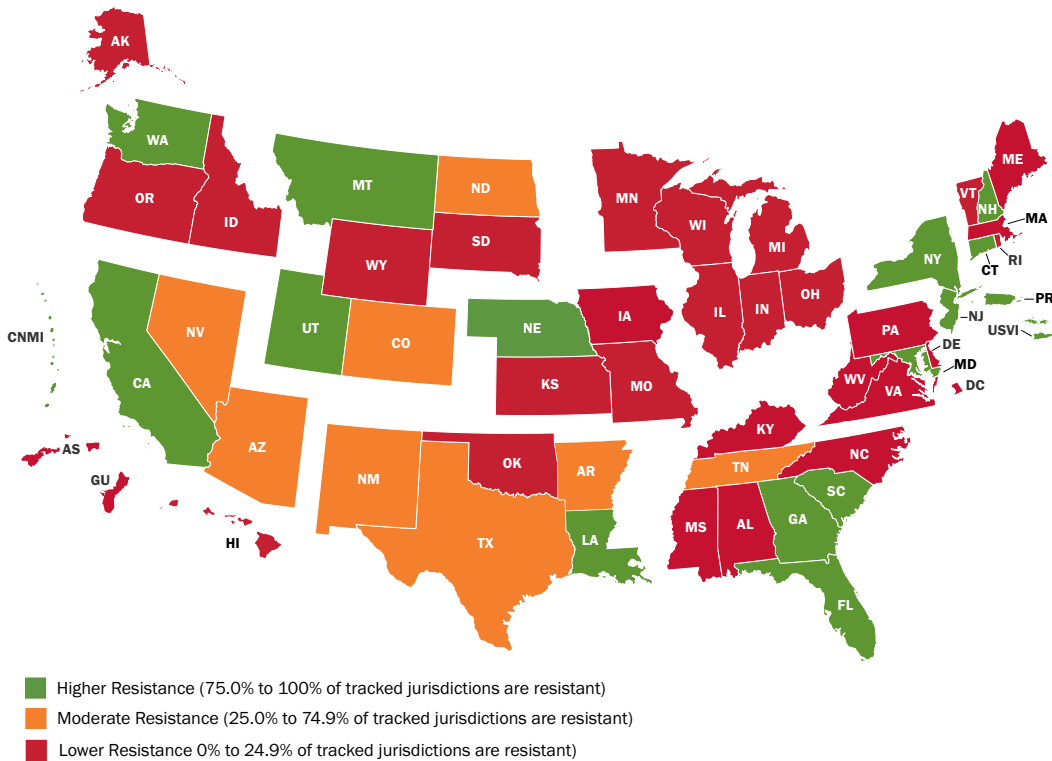 AK
WA
OR
ID
MT
ND
SD
WY
MN
WI
MI
ME
VT
NH
MA
RI
CT
NY
PR
NJ
USVI
CNMI
NV
UT
CO
NE
IA
IL
IN
OH
PA
DE
MD
DC
WV
VA
CA
KS
MO
AZ
NM
OK
AR
KY
TN
NC
SC
AS
GU
HI
TX
LA
MS
AL
GA
FL
Higher Resistance (75.0% to 100% of tracked jurisdictions are resistant)
Moderate Resistance (25.0% to 74.9% of tracked jurisdictions are resistant)
Lower Resistance 0% to 24.9% of tracked jurisdictions are resistant)